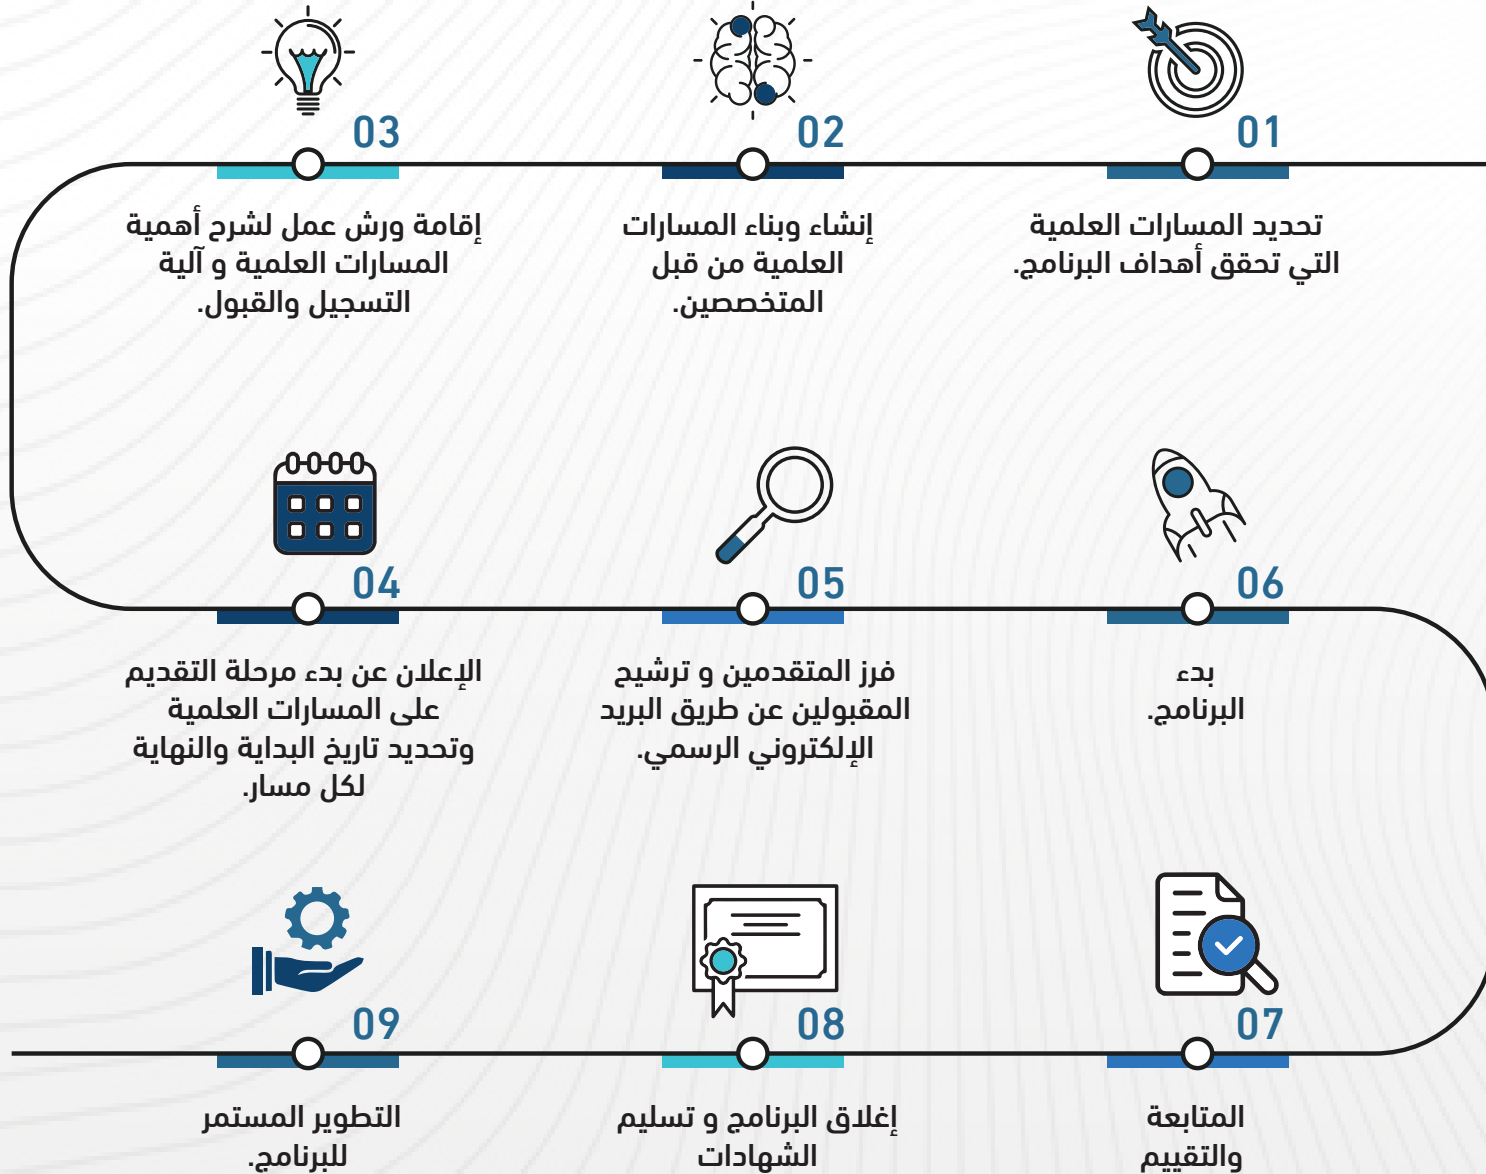 01
تحديد المسارات العلمية
التي تحقق أهداف البرنامج.
02
إنشاء وبناء المسارات
العلمية من قبل
المتخصصين.
03
إقامة ورش عمل لشرح أهمية
المسارات العلمية و آلية
التسجيل والقبول.
04
الإعلان عن بدء مرحلة التقديم
على المسارات العلمية
وتحديد تاريخ البداية والنهاية
لكل مسار.
05
فرز المتقدمين و ترشيح
المقبولين عن طريق البريد
الإلكتروني الرسمي.
06
بدء
البرنامج.
07
المتابعة
والتقييم
08
إغلاق البرنامج و تسليم
الشهادات
09
التطوير المستمر
للبرنامج.